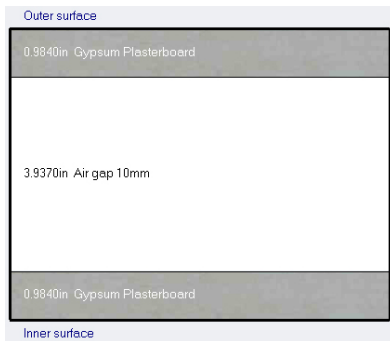 Outer surface
0.9840in Gypsum Plasterboard
3.9370in Air gap 10mm
0.9840in Gypsum Plasterboard
Inner surface